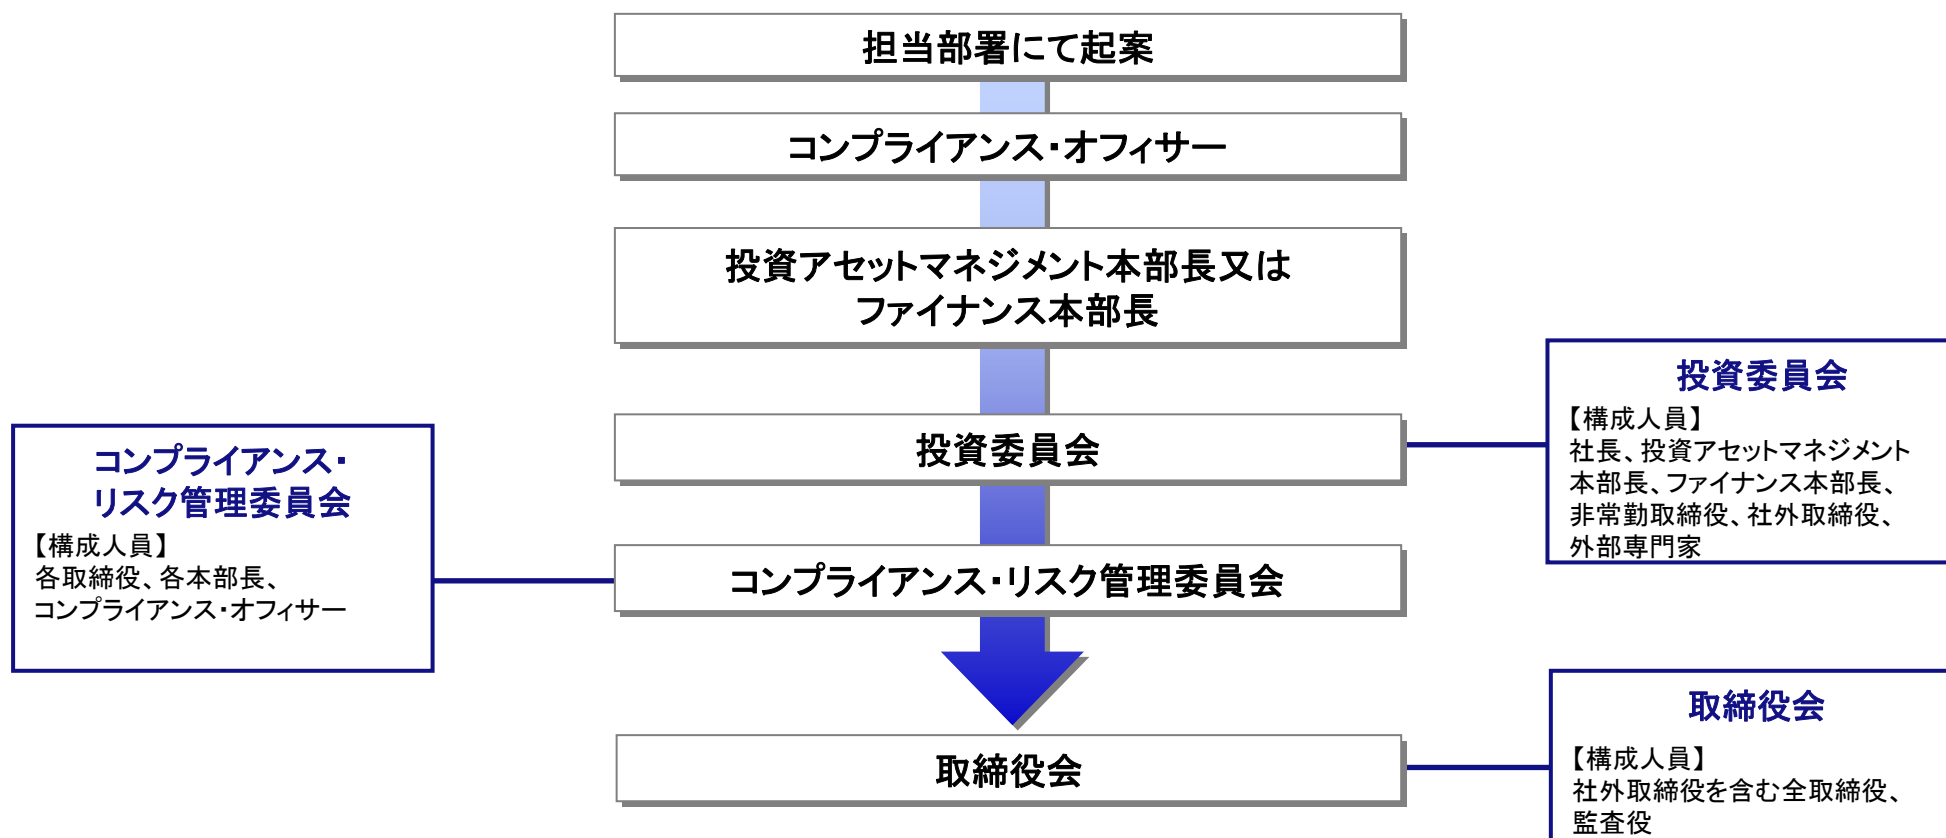 担当部署にて起案
コンプライアンス・オフィサー
投資アセットマネジメント本部長又は
ファイナンス本部長
投資委員会
【構成人員】
社長、投資アセットマネジメント
本部長、ファイナンス本部長、
非常勤取締役、社外取締役、
外部専門家
投資委員会
コンプライアンス・
リスク管理委員会
【構成人員】
各取締役、各本部長、
コンプライアンス・オフィサー
コンプライアンス・リスク管理委員会
取締役会
取締役会
【構成人員】
社外取締役を含む全取締役、
監査役